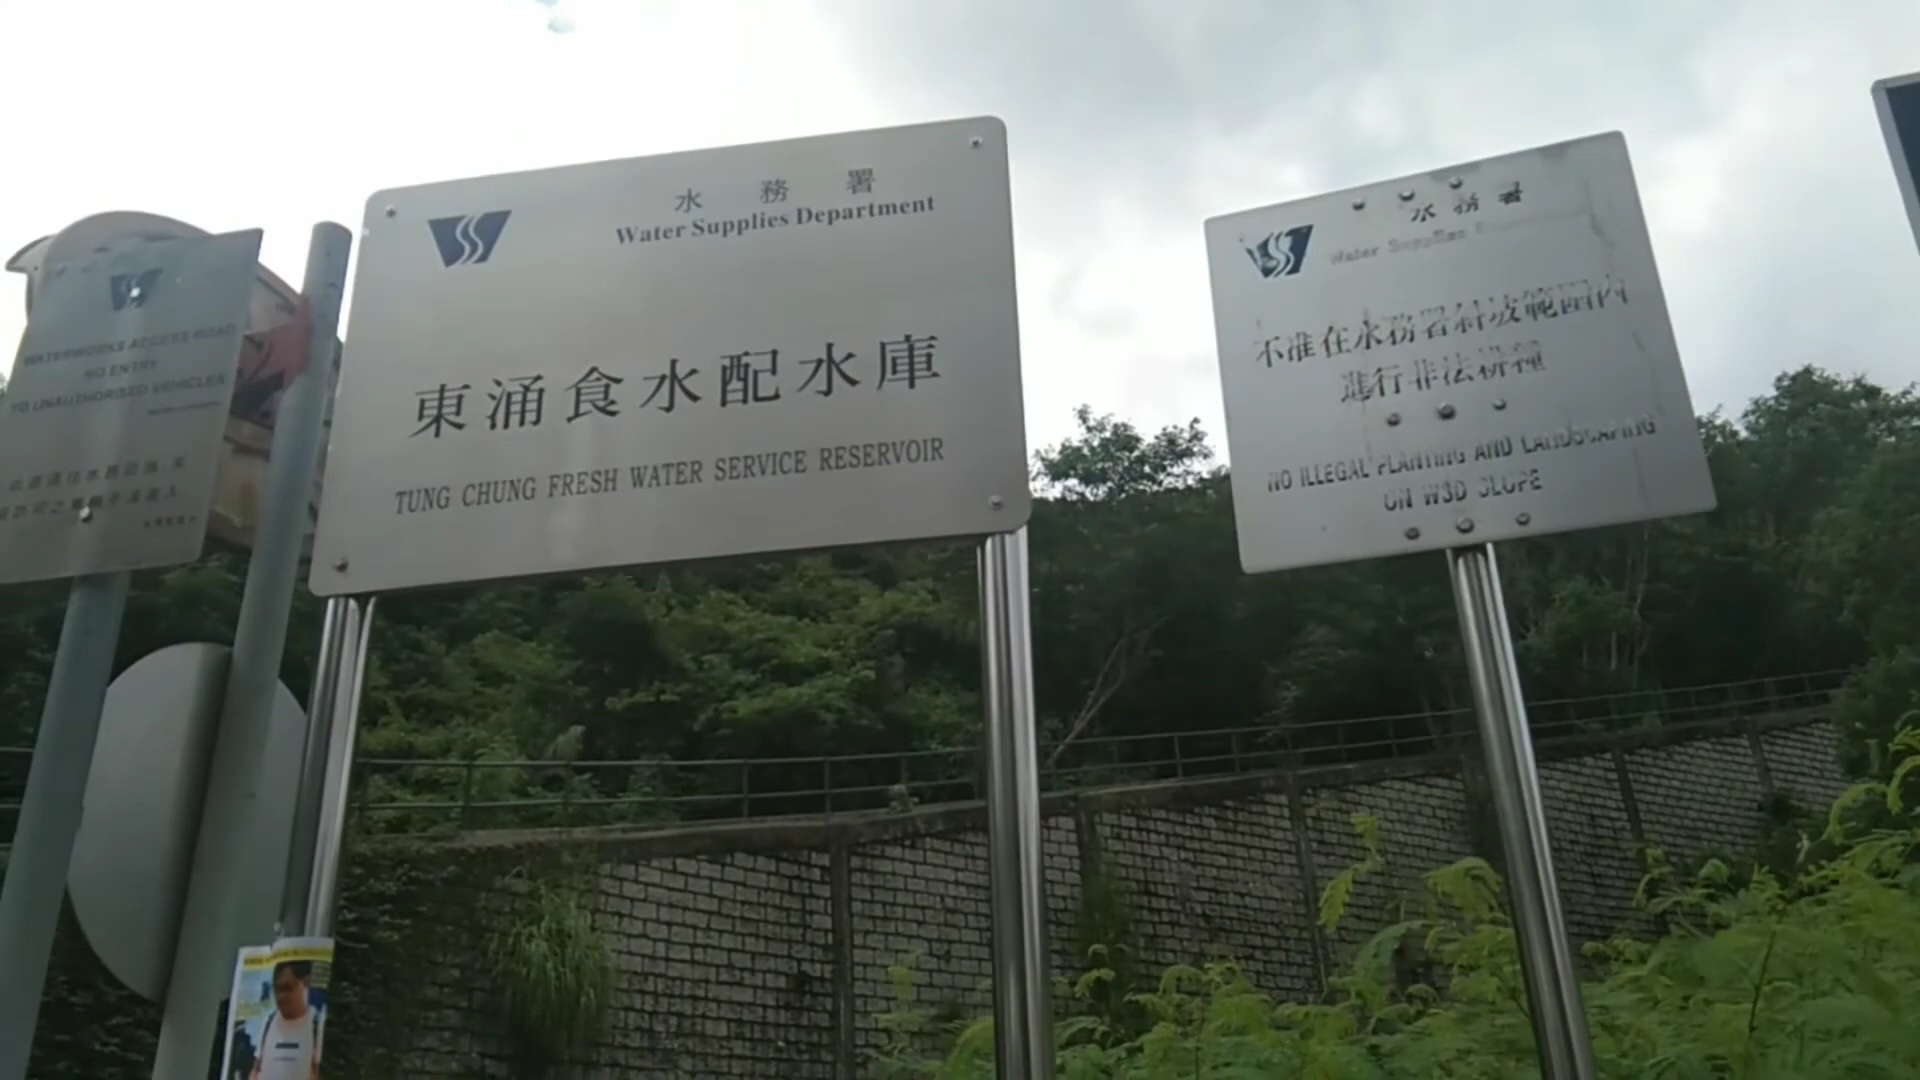 WATERWORKS ACCESS ROAD
NO ENTRY
TO UNAUTHORISED VEHICLES
水務署
Water Supplies Department
東涌食水配水庫
TUNG CHUNG FRESH WATER SERVICE RESERVOIR
水務署
Water Supplies
不准在水務署斜坡範圍內
進行非法耕種
NO ILLEGAL PLANTING AND LANDSCAPING
ON WSD SLOPE